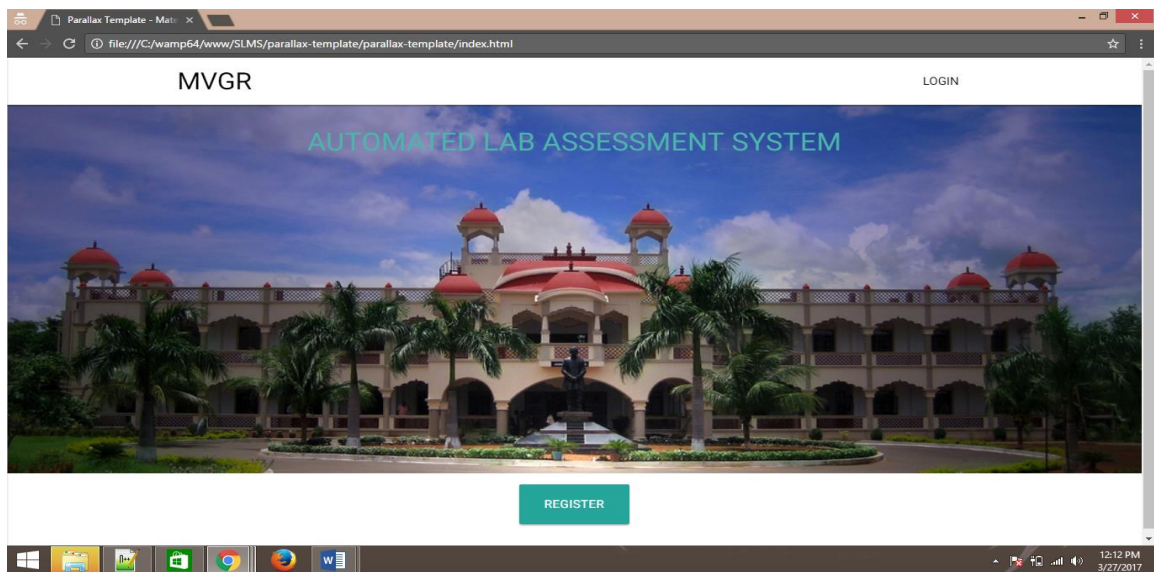 Parallax Template - Mate
file:///C:/wamp64/www/SLMS/parallax-template/parallax-template/index.html
MVGR
LOGIN
AUTOMATED LAB ASSESSMENT SYSTEM
REGISTER
12:12 PM
3/27/2017